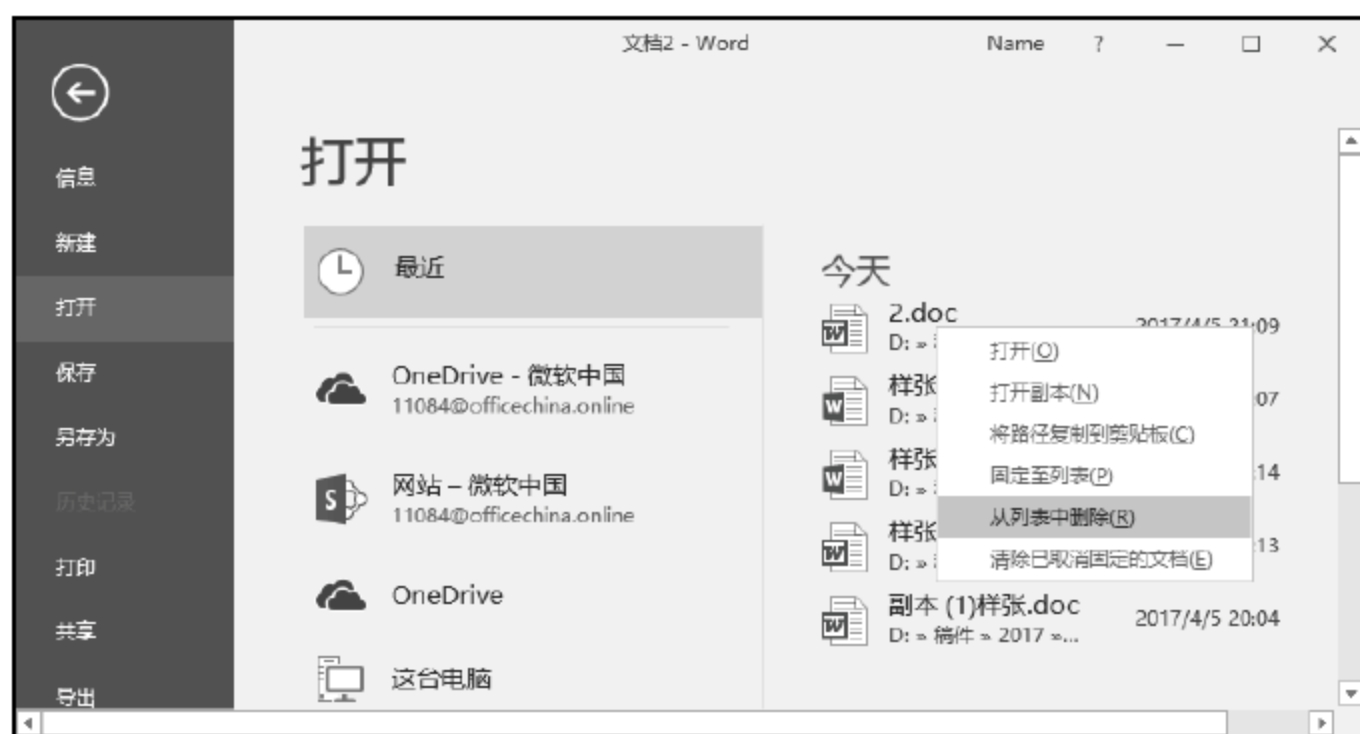 文档2 - Word
Name ?
信息
新建
打开
保存
另存为
历史记录
打印
共享
导出
打开
最近
OneDrive - 微软中国
11084@officechina.online
网站 – 微软中国
11084@officechina.online
OneDrive
这台电脑
今天
2.doc
2017/4/5 21:09
D: »
样张
:07
D: »
样张
:14
D: »
样张
:13
D: »
副本 (1)样张.doc
2017/4/5 20:04
D: » 稿件 » 2017 »...
打开(O)
打开副本(N)
将路径复制到剪贴板(C)
固定至列表(P)
从列表中删除(R)
清除已取消固定的文档(E)